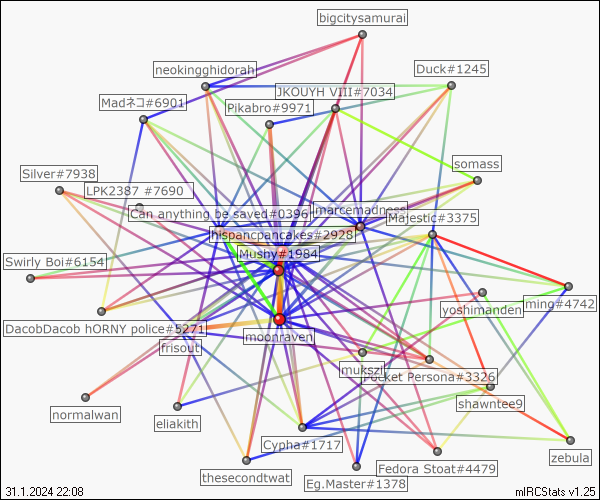 bigcitysamurai
neokingghidorah
Duck#1245
JKOUYH VIII#7034
Madネコ#6901
Pikabro#9971
somass
Silver#7938
LPK2387 #7690
Can anything be saved#0396
marcemadness
Majestic#3375
hispancpancakes#2928
Mushy#1984
Swirly Boi#6154
ming#4742
yoshimanden
DacobDacob hORNY police#5271
moonraven
frisout
mukszi
Pocket Persona#3326
shawntee9
normalwan
eliakith
Cypha#1717
zebula
Fedora Stoat#4479
thesecondtwat
Eg.Master#1378
31.1.2024 22:08
mIRCStats v1.25